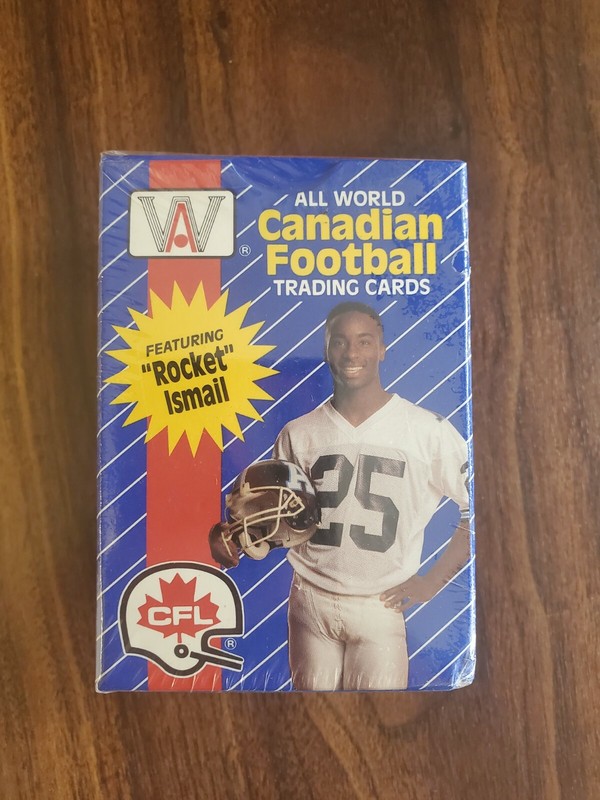 AW
®
ALL WORLD
Canadian
Football
TRADING CARDS
FEATURING
"Rocket"
Ismail
25
CFL
®